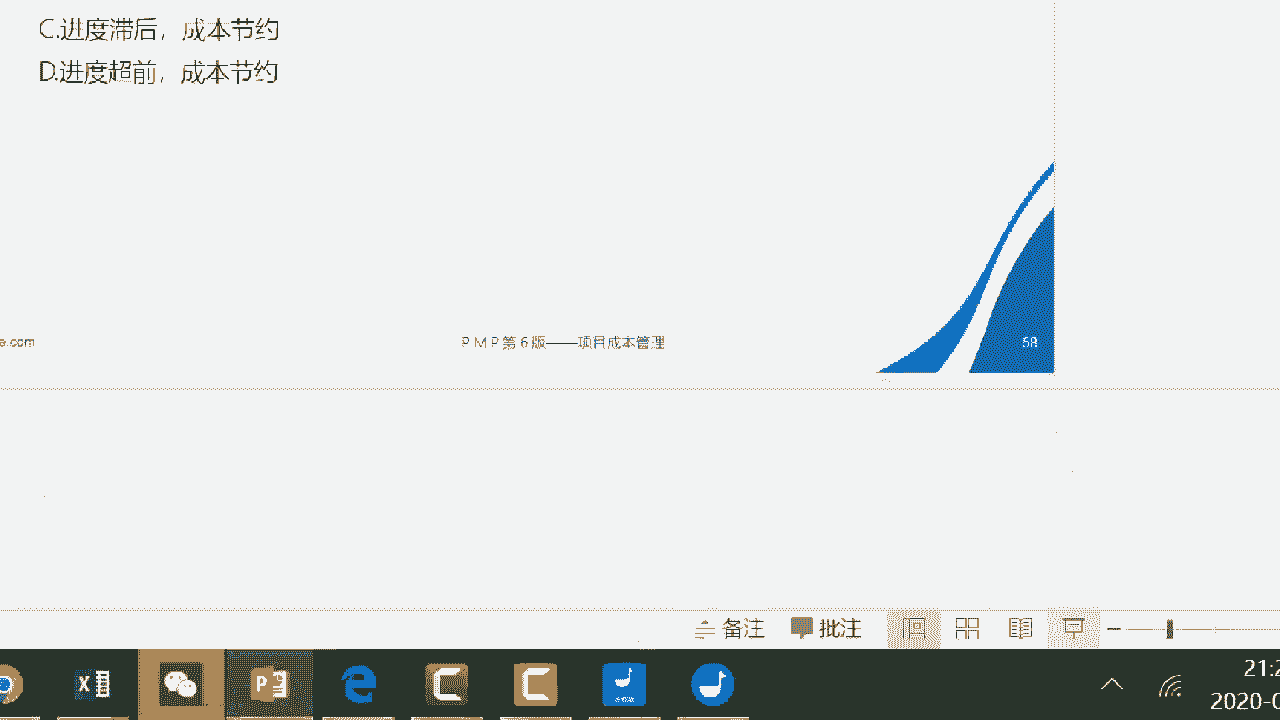 C.进度滞后，成本节约
D.进度超前，成本节约
e.com
P M P 第 6 版——项目成本管理
58
备注
批注
21:2
2020-0